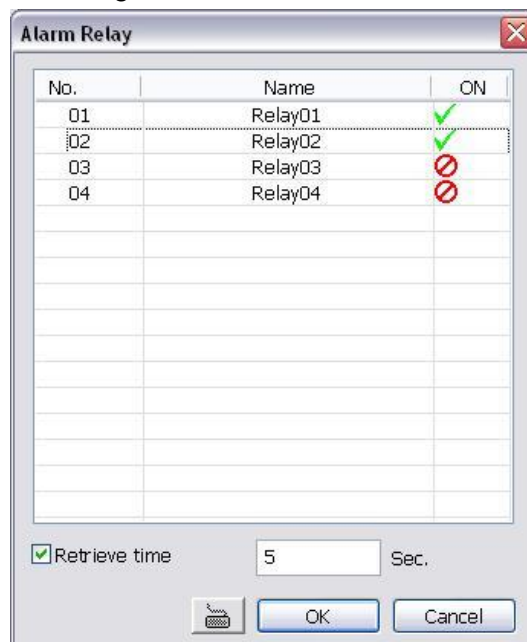 Alarm Relay
No. Name ON
01 Relay01
02 Relay02
03 Relay03
04 Relay04
Retrieve time 5 Sec.
OK Cancel